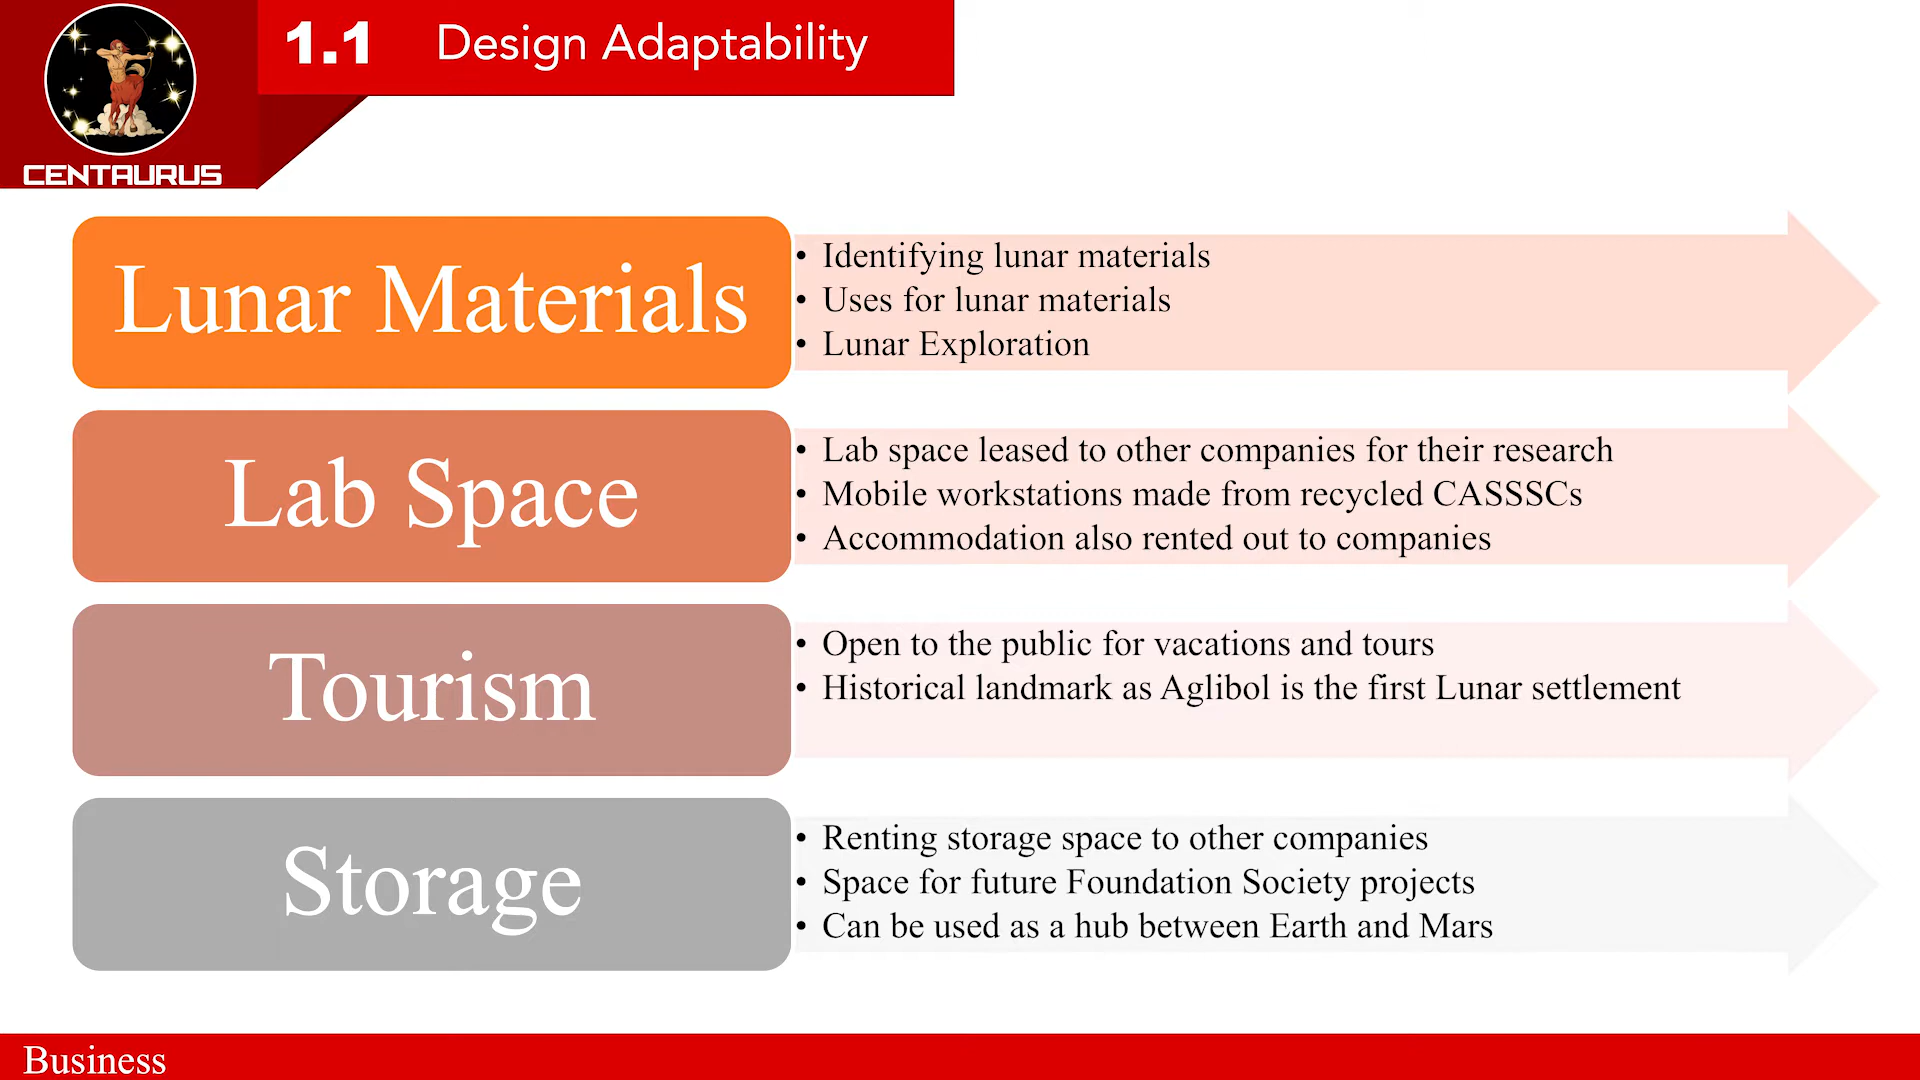 1.1 Design Adaptability
CENTAURUS
Lunar Materials
• Identifying lunar materials
• Uses for lunar materials
• Lunar Exploration
Lab Space
• Lab space leased to other companies for their research
• Mobile workstations made from recycled CASSSCs
• Accommodation also rented out to companies
Tourism
• Open to the public for vacations and tours
• Historical landmark as Aglibol is the first Lunar settlement
Storage
• Renting storage space to other companies
• Space for future Foundation Society projects
• Can be used as a hub between Earth and Mars
Business